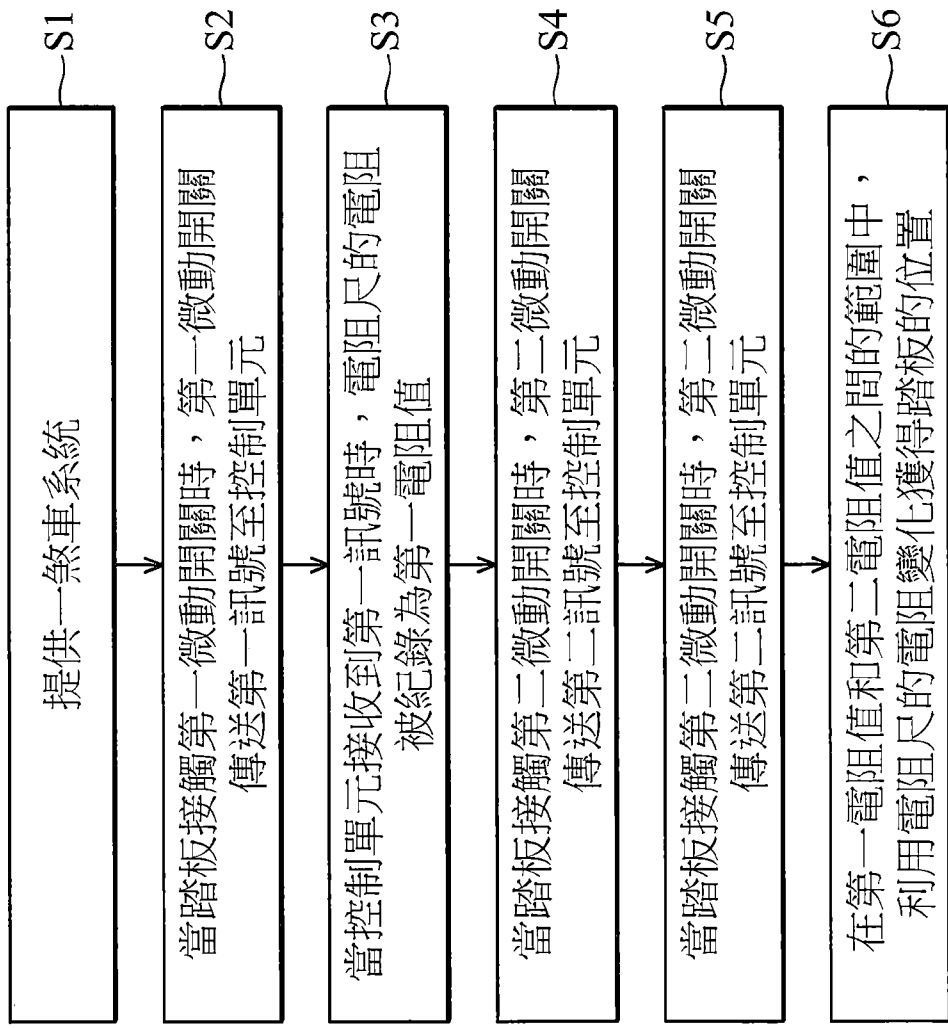 提供一煞車系統
S1
當踏板接觸第一微動開關時，第一微動開關
傳送第一訊號至控制單元
S2
當控制單元接收到第一訊號時，電阻尺的電阻
被紀錄為第一電阻值
S3
當踏板接觸第二微動開關時，第二微動開關
傳送第二訊號至控制單元
S4
當踏板接觸第二微動開關時，第二微動開關
傳送第二訊號至控制單元
S5
在第一電阻值和第二電阻值之間的範圍中，
利用電阻尺的電阻變化獲得踏板的位置
S6